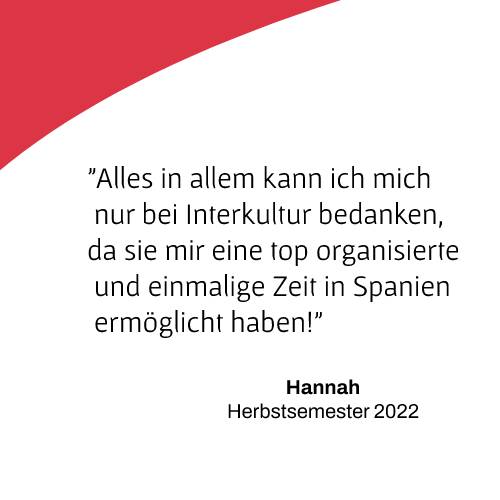 ”Alles in allem kann ich mich
nur bei Interkultur bedanken,
da sie mir eine top organisierte
und einmalige Zeit in Spanien
ermöglicht haben!”
Hannah
Herbstsemester 2022